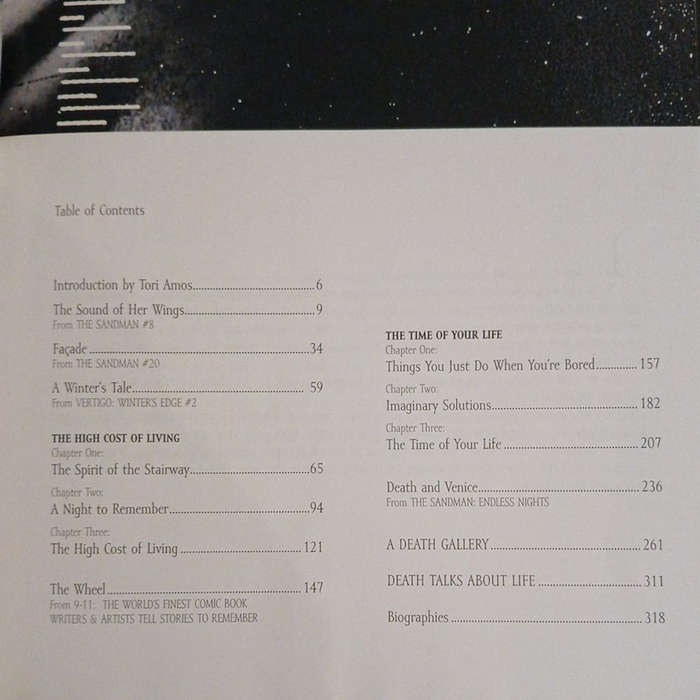 Table of Contents
Introduction by Tori Amos..........6
The Sound of Her Wings..........9
From THE SANDMAN #8
Façade..........34
From THE SANDMAN #20
A Winter's Tale..........59
From VERTIGO: WINTER'S EDGE #2
THE HIGH COST OF LIVING
Chapter One:
The Spirit of the Stairway..........65
Chapter Two:
A Night to Remember..........94
Chapter Three:
The High Cost of Living..........121
The Wheel..........147
From 9-11: THE WORLD'S FINEST COMIC BOOK
WRITERS & ARTISTS TELL STORIES TO REMEMBER
THE TIME OF YOUR LIFE
Chapter One:
Things You Just Do When You're Bored..........157
Chapter Two:
Imaginary Solutions..........182
Chapter Three:
The Time of Your Life..........207
Death and Venice..........236
From THE SANDMAN: ENDLESS NIGHTS
A DEATH GALLERY..........261
DEATH TALKS ABOUT LIFE..........311
Biographies..........318